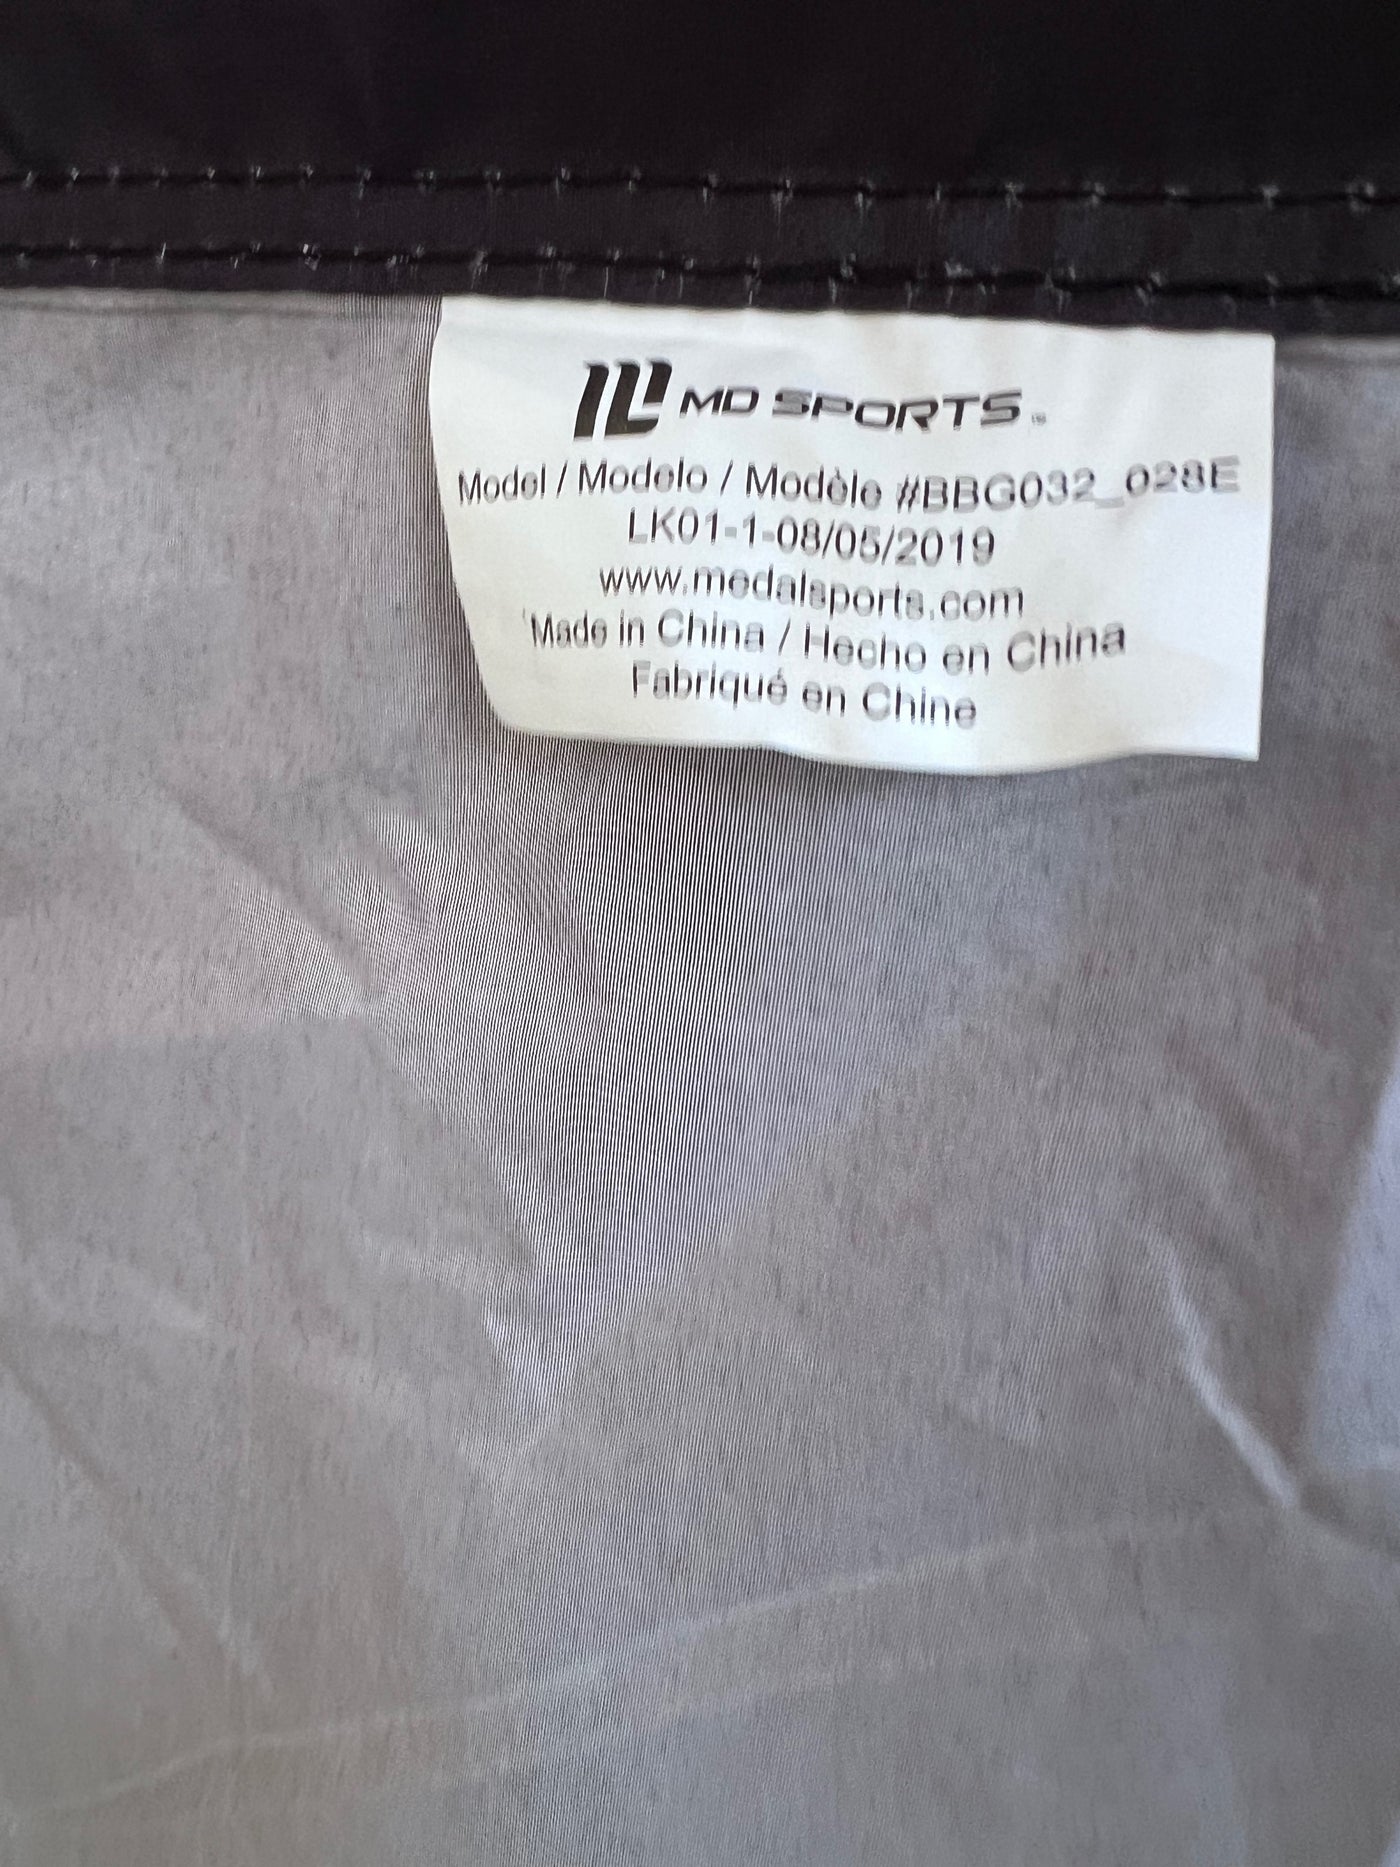 MD SPORTS
Model / Modelo / Modèle #BBG032_028E
LK01-1-08/05/2019
www.medalsports.com
Made in China / Hecho en China
Fabriqué en Chine